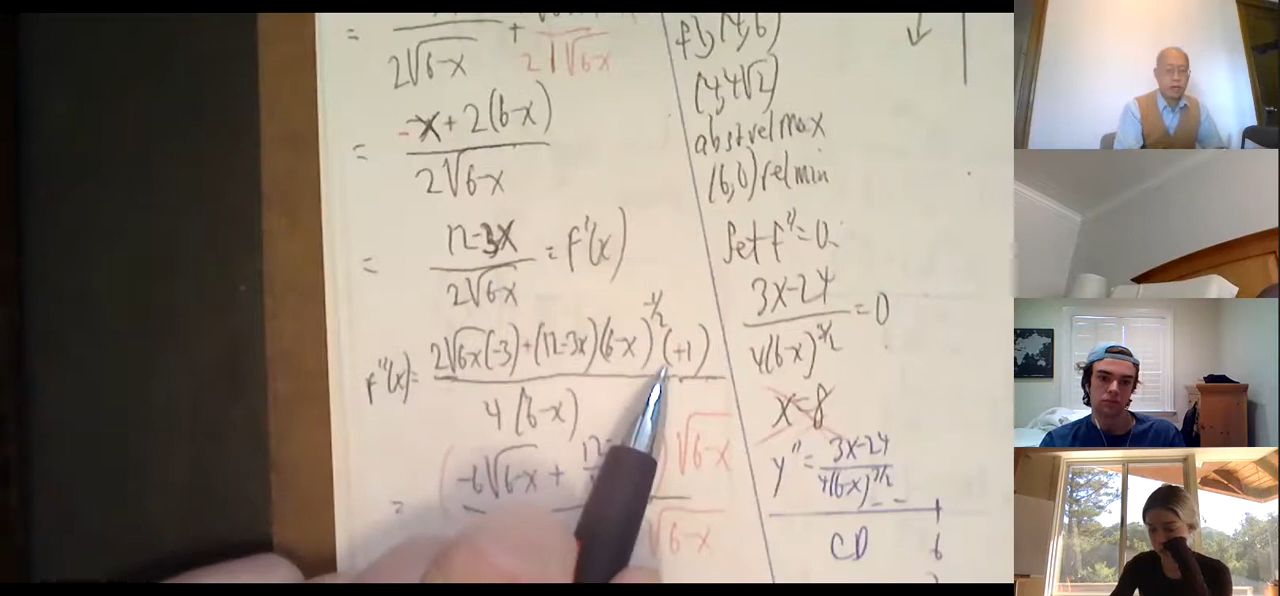 = 2√6-x + 2√6-x
= -x + 2(6-x)
2√6-x
= 12-3x = f'(x)
2√6-x
f''(x) = 2√6-x (-3) + (12-3x)(6-x)^-1/2 (+1)
4(6-x)
= -6√6-x + √6-x
√6-x
(4,4√2)
abs+rel max
(6,0) rel min
Set f''=0
3x-24 = 0
4(6-x)^3/2
x=8
y'' = 3x-24
4(6-x)^3/2
--
CD 6